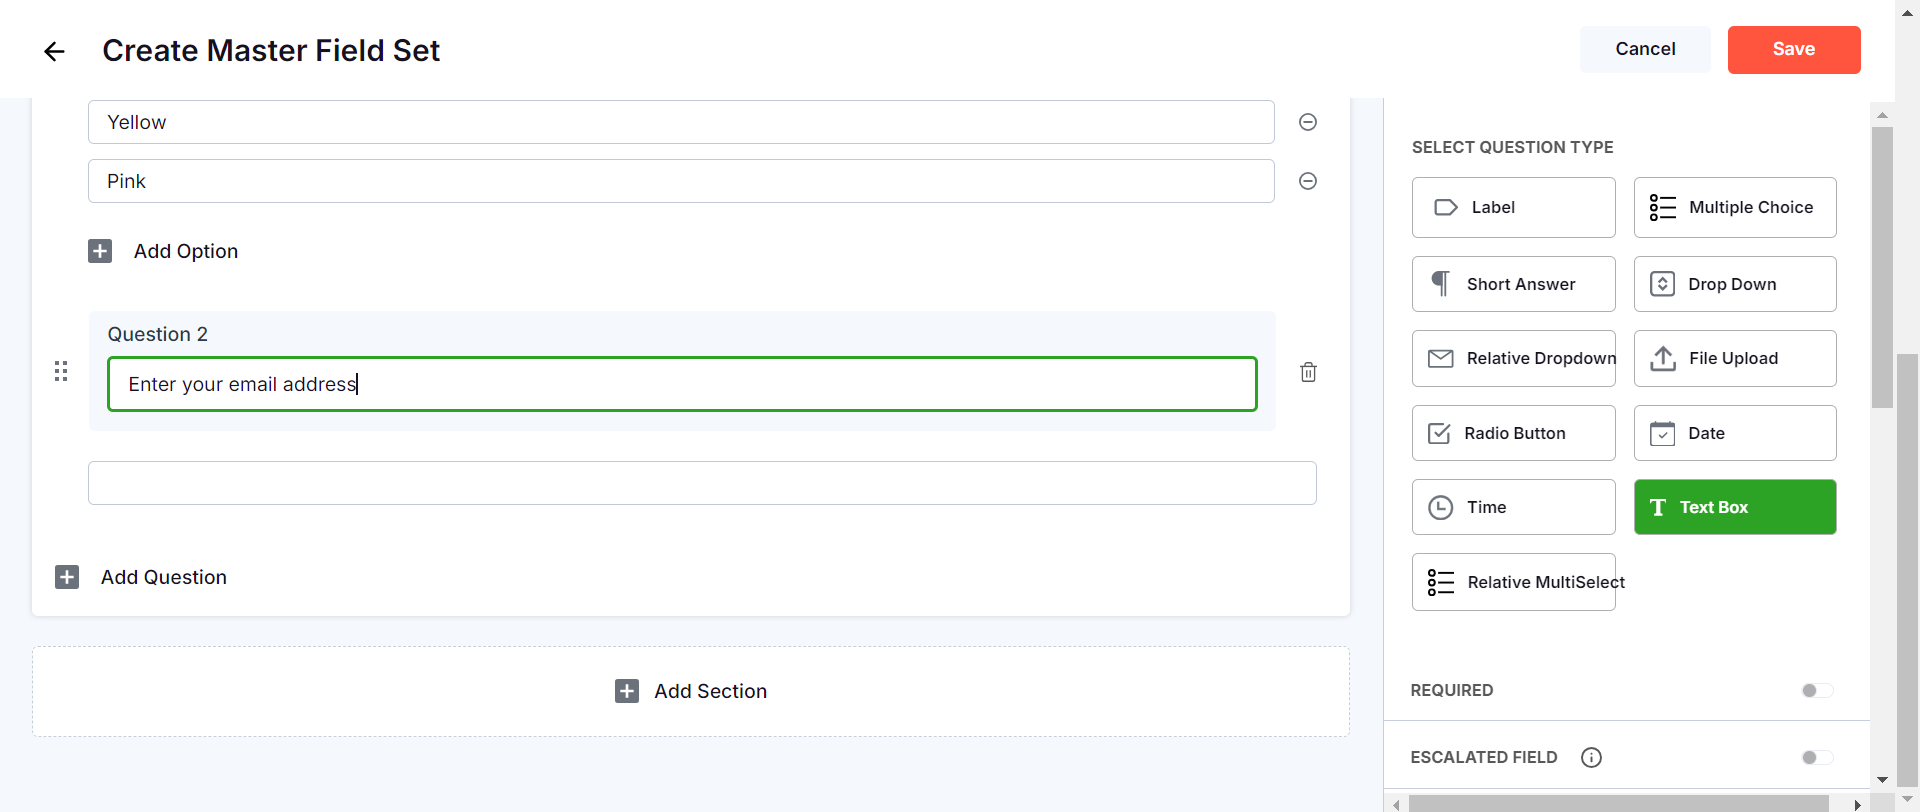 Create Master Field Set
Cancel
Save
Yellow
Pink
Add Option
Question 2
Enter your email address
Add Question
Add Section
SELECT QUESTION TYPE
Label
Multiple Choice
Short Answer
Drop Down
Relative Dropdown
File Upload
Radio Button
Date
Time
Text Box
Relative MultiSelect
REQUIRED
ESCALATED FIELD